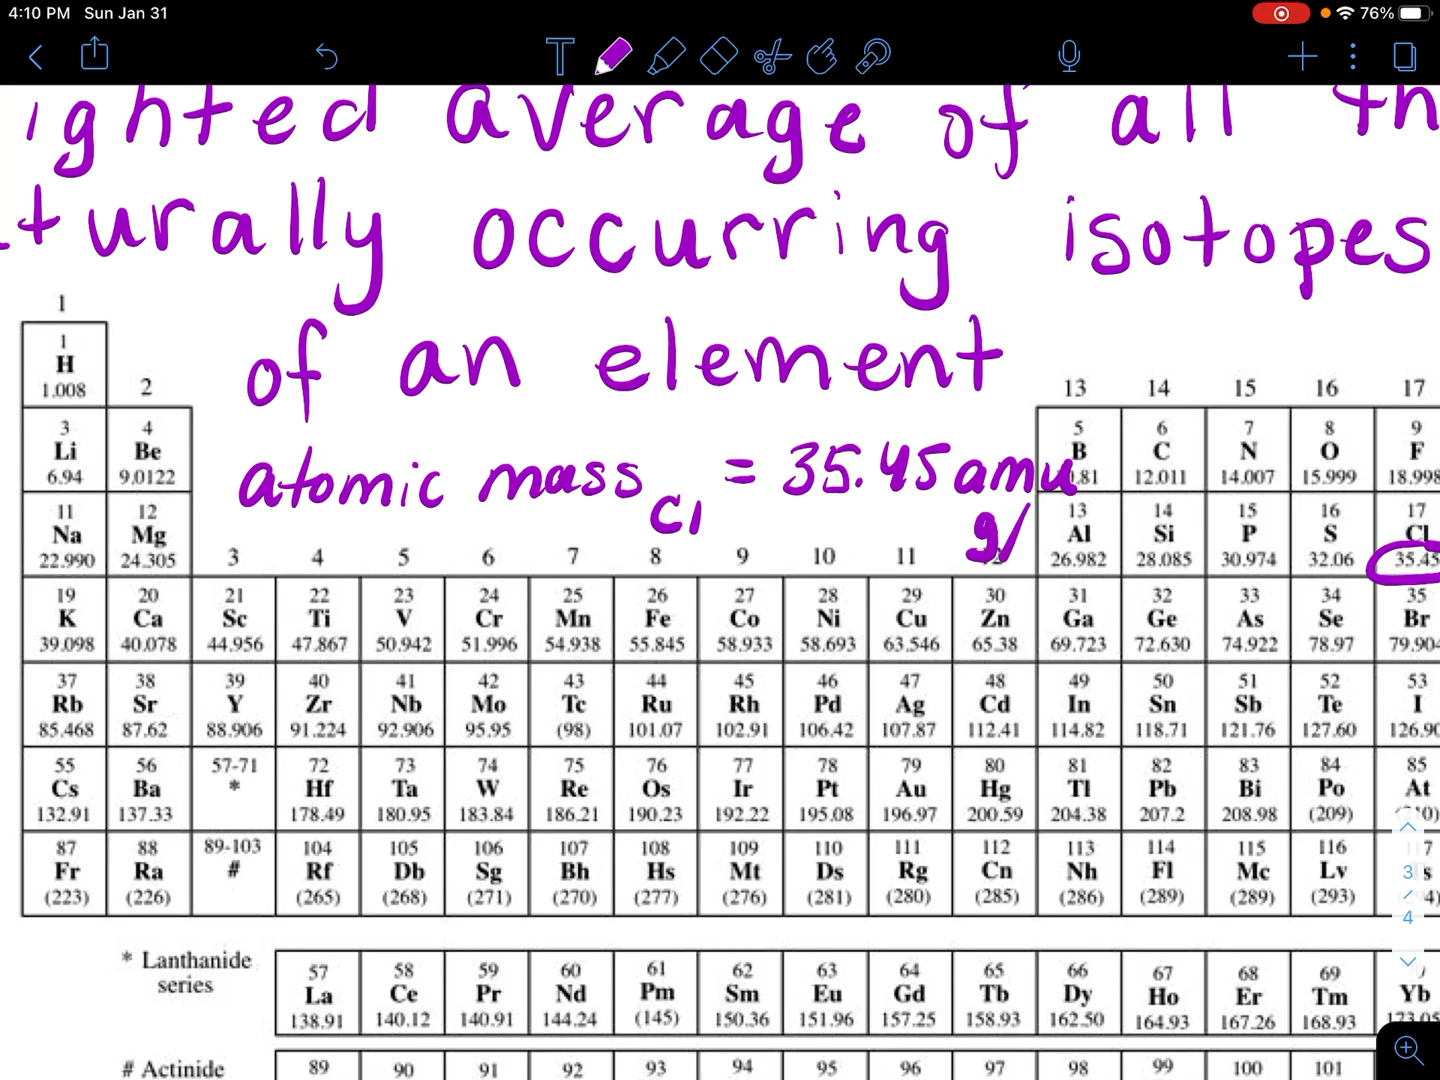 4:10 PM Sun Jan 31
76%
ighted average of all th
turally occurring isotopes
of an element
atomic mass Cl = 35.45 amu
g/
1
2
13 14 15 16 17
3 4 5 6 7 8 9 10 11
1 H 1.008
3 Li 6.94
4 Be 9.0122
5 B .81
6 C 12.011
7 N 14.007
8 O 15.999
9 F 18.998
11 Na 22.990
12 Mg 24.305
13 Al 26.982
14 Si 28.085
15 P 30.974
16 S 32.06
17 Cl 35.45
19 K 39.098
20 Ca 40.078
21 Sc 44.956
22 Ti 47.867
23 V 50.942
24 Cr 51.996
25 Mn 54.938
26 Fe 55.845
27 Co 58.933
28 Ni 58.693
29 Cu 63.546
30 Zn 65.38
31 Ga 69.723
32 Ge 72.630
33 As 74.922
34 Se 78.97
35 Br 79.904
37 Rb 85.468
38 Sr 87.62
39 Y 88.906
40 Zr 91.224
41 Nb 92.906
42 Mo 95.95
43 Tc (98)
44 Ru 101.07
45 Rh 102.91
46 Pd 106.42
47 Ag 107.87
48 Cd 112.41
49 In 114.82
50 Sn 118.71
51 Sb 121.76
52 Te 127.60
53 I 126.90
55 Cs 132.91
56 Ba 137.33
57-71 *
72 Hf 178.49
73 Ta 180.95
74 W 183.84
75 Re 186.21
76 Os 190.23
77 Ir 192.22
78 Pt 195.08
79 Au 196.97
80 Hg 200.59
81 Tl 204.38
82 Pb 207.2
83 Bi 208.98
84 Po (209)
85 At
87 Fr (223)
88 Ra (226)
89-103 #
104 Rf (265)
105 Db (268)
106 Sg (271)
107 Bh (270)
108 Hs (277)
109 Mt (276)
110 Ds (281)
111 Rg (280)
112 Cn (285)
113 Nh (286)
114 Fl (289)
115 Mc (289)
116 Lv (293)
3 / 4
* Lanthanide
series
57 La 138.91
58 Ce 140.12
59 Pr 140.91
60 Nd 144.24
61 Pm (145)
62 Sm 150.36
63 Eu 151.96
64 Gd 157.25
65 Tb 158.93
66 Dy 162.50
67 Ho 164.93
68 Er 167.26
69 Tm 168.93
Yb
# Actinide
89 90 91 92 93 94 95 96 97 98 99 100 101